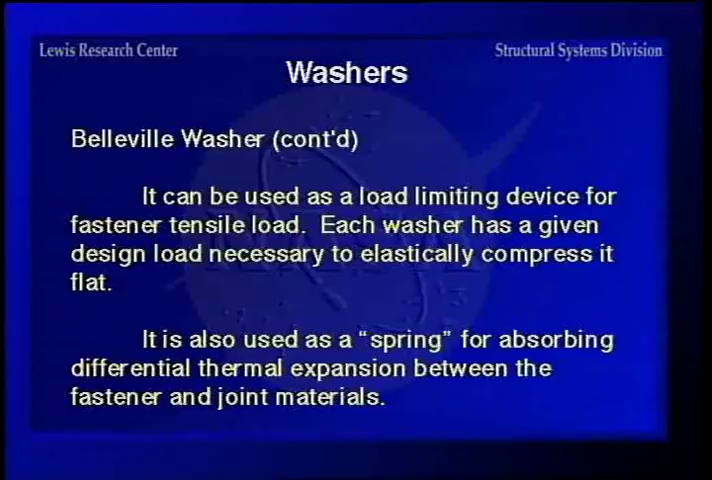 Lewis Research Center
Structural Systems Division
Washers
Belleville Washer (cont'd)
It can be used as a load limiting device for
fastener tensile load. Each washer has a given
design load necessary to elastically compress it
flat.
It is also used as a “spring” for absorbing
differential thermal expansion between the
fastener and joint materials.